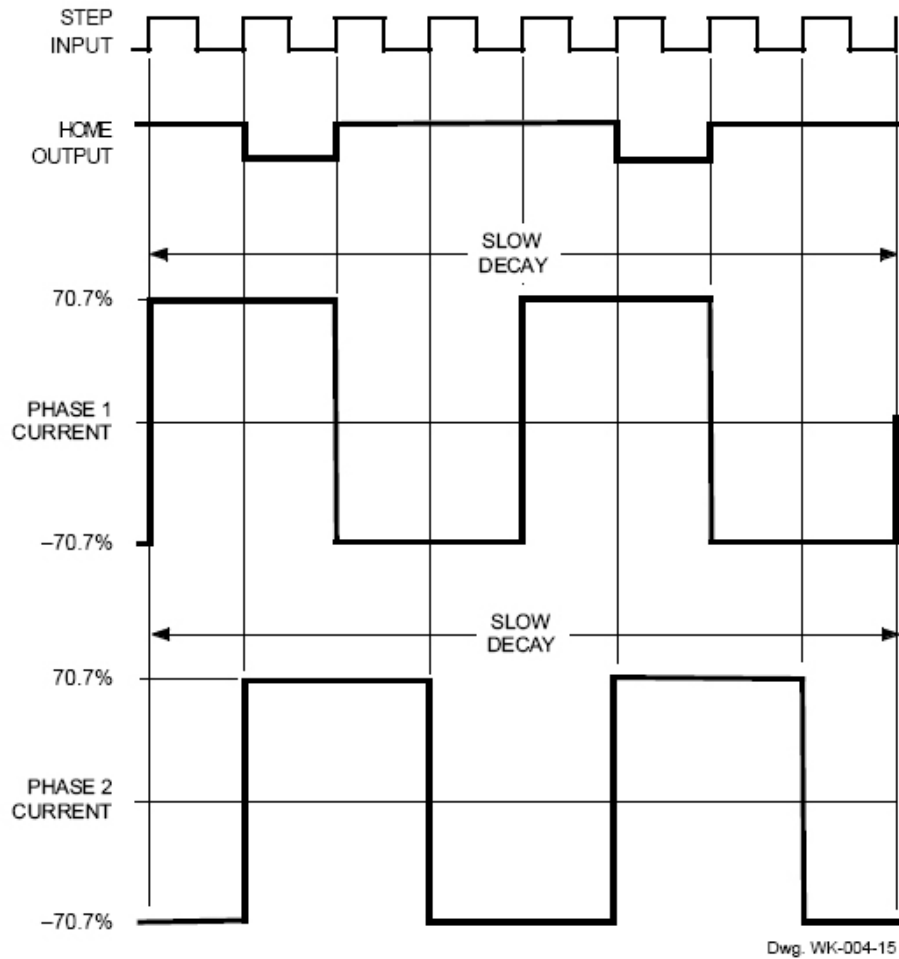 STEP
INPUT
HOME
OUTPUT
SLOW
DECAY
70.7%
PHASE 1
CURRENT
–70.7%
SLOW
DECAY
70.7%
PHASE 2
CURRENT
–70.7%
Dwg. WK-004-15